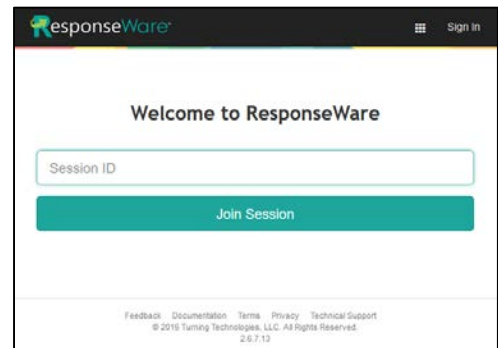 ResponseWare
Sign In
Welcome to ResponseWare
Session ID
Join Session
Feedback Documentation Terms Privacy Technical Support
© 2016 Turning Technologies, LLC. All Rights Reserved.
2.6.7.13